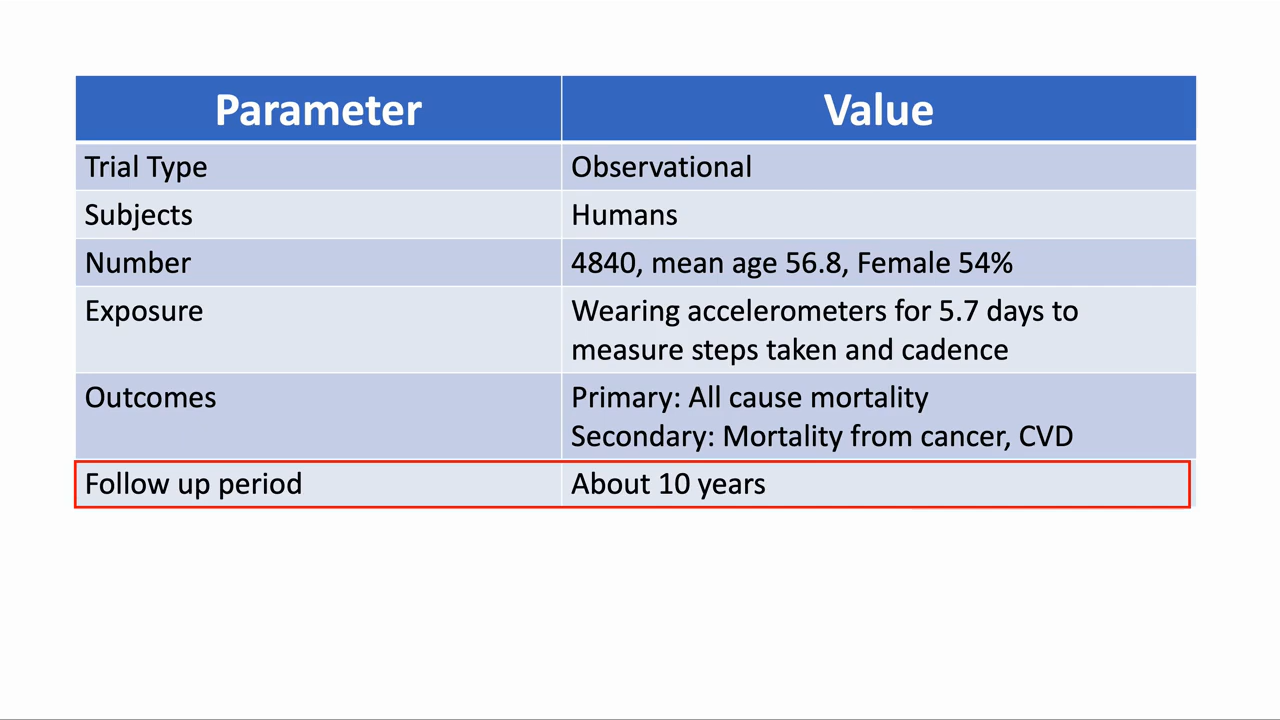 Parameter
Value
Trial Type
Observational
Subjects
Humans
Number
4840, mean age 56.8, Female 54%
Exposure
Wearing accelerometers for 5.7 days to
measure steps taken and cadence
Outcomes
Primary: All cause mortality
Secondary: Mortality from cancer, CVD
Follow up period
About 10 years